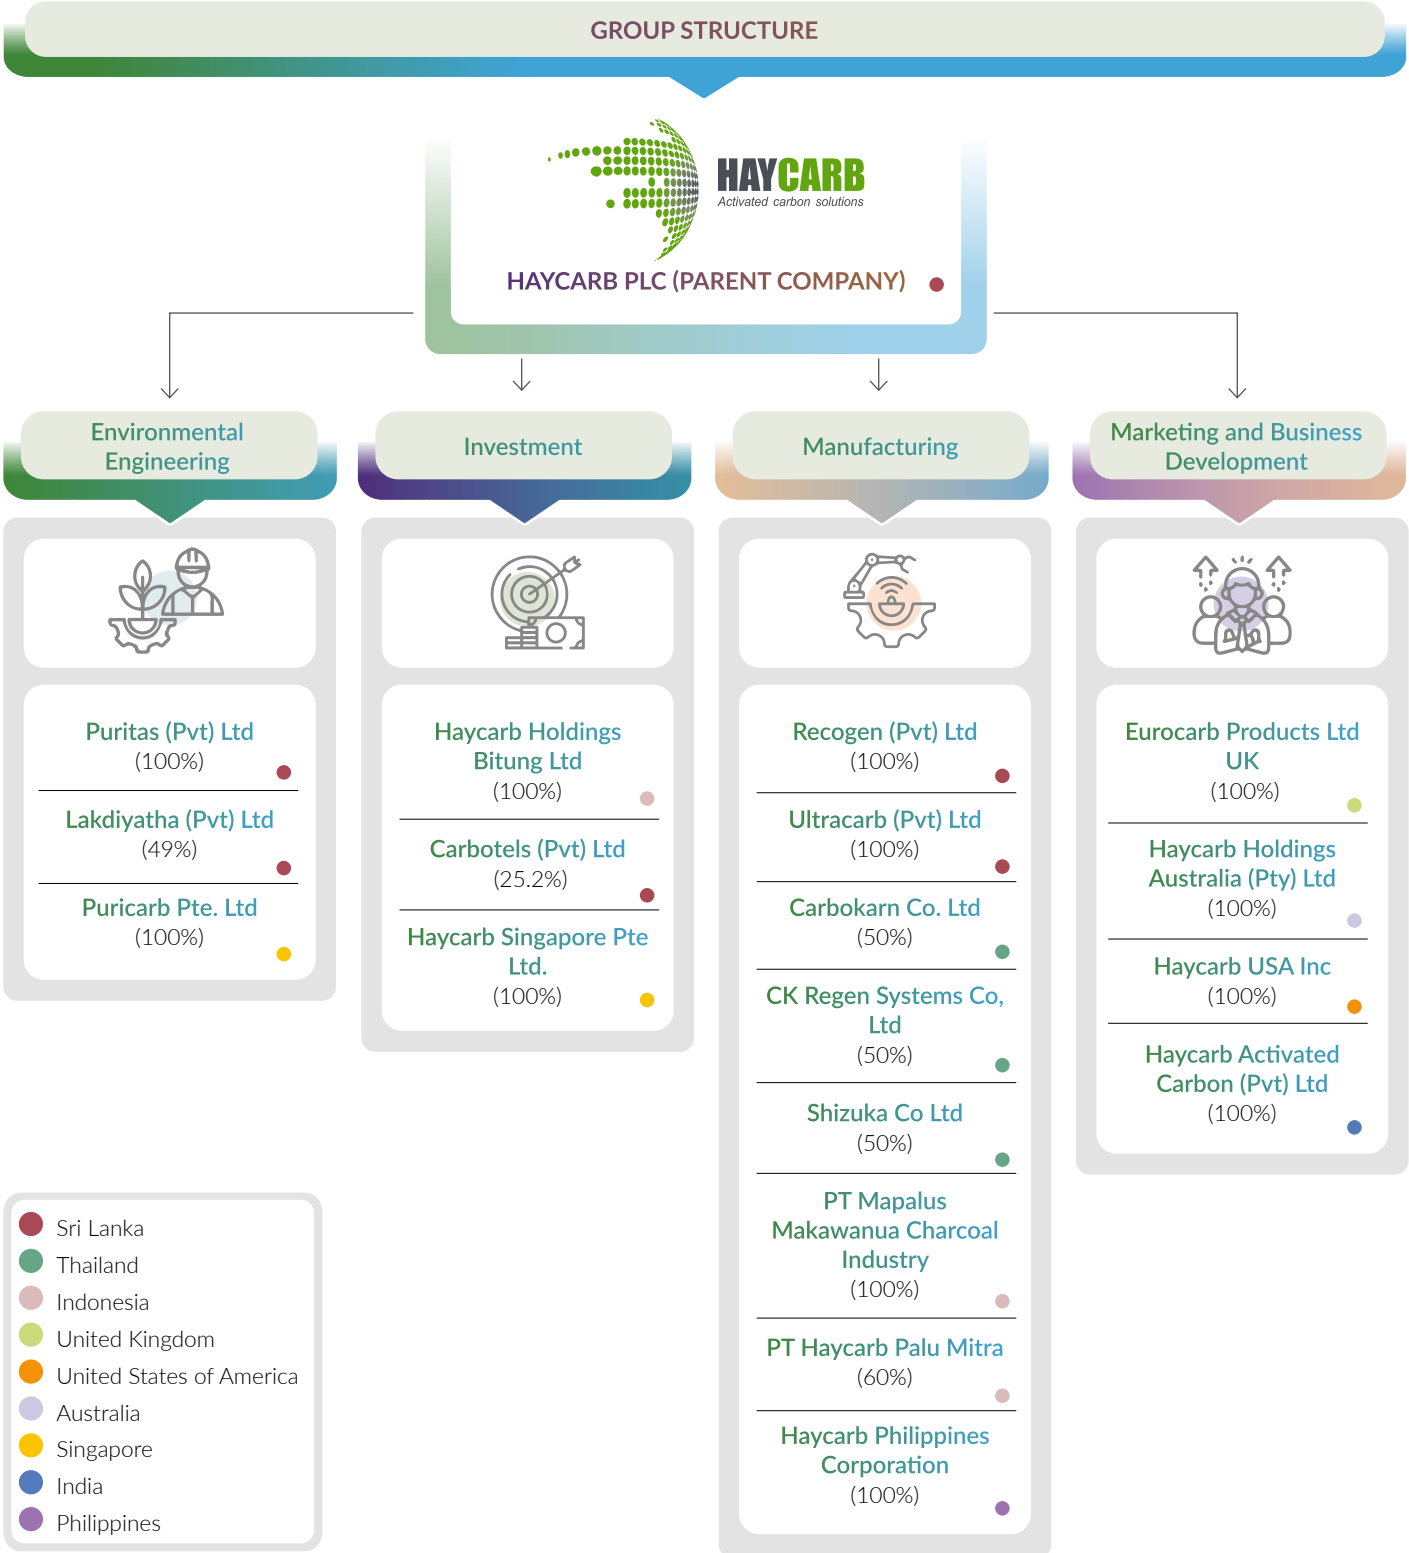 GROUP STRUCTURE
HAYCARB
Activated carbon solutions
HAYCARB PLC (PARENT COMPANY)
Environmental
Engineering
Puritas (Pvt) Ltd
(100%)
Lakdiyatha (Pvt) Ltd
(49%)
Puricarb Pte. Ltd
(100%)
Investment
Haycarb Holdings
Bitung Ltd
(100%)
Carbotels (Pvt) Ltd
(25.2%)
Haycarb Singapore Pte
Ltd.
(100%)
Manufacturing
Recogen (Pvt) Ltd
(100%)
Ultracarb (Pvt) Ltd
(100%)
Carbokarn Co. Ltd
(50%)
CK Regen Systems Co,
Ltd
(50%)
Shizuka Co Ltd
(50%)
PT Mapalus
Makawanua Charcoal
Industry
(100%)
PT Haycarb Palu Mitra
(60%)
Haycarb Philippines
Corporation
(100%)
Marketing and Business
Development
Eurocarb Products Ltd
UK
(100%)
Haycarb Holdings
Australia (Pty) Ltd
(100%)
Haycarb USA Inc
(100%)
Haycarb Activated
Carbon (Pvt) Ltd
(100%)
Sri Lanka
Thailand
Indonesia
United Kingdom
United States of America
Australia
Singapore
India
Philippines